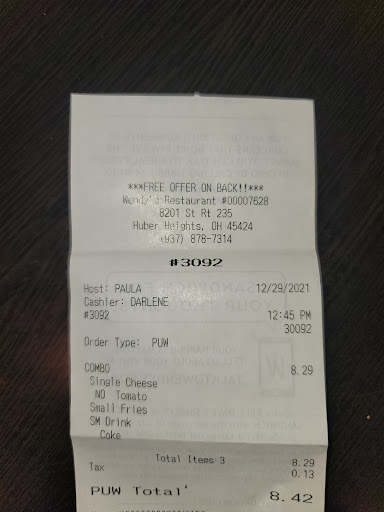 ***FREE OFFER ON BACK!!***
Wendy's Restaurant #00007628
8201 St Rt 235
Huber Heights, OH 45424
(937) 878-7314
#3092
Host: PAULA 12/29/2021
Cashier: DARLENE
#3092 12:45 PM
30092
Order Type: PUW
COMBO 8.29
Single Cheese
NO Tomato
Small Fries
SM Drink
Coke
Total Items 3 8.29
Tax 0.13
PUW Total' 8.42